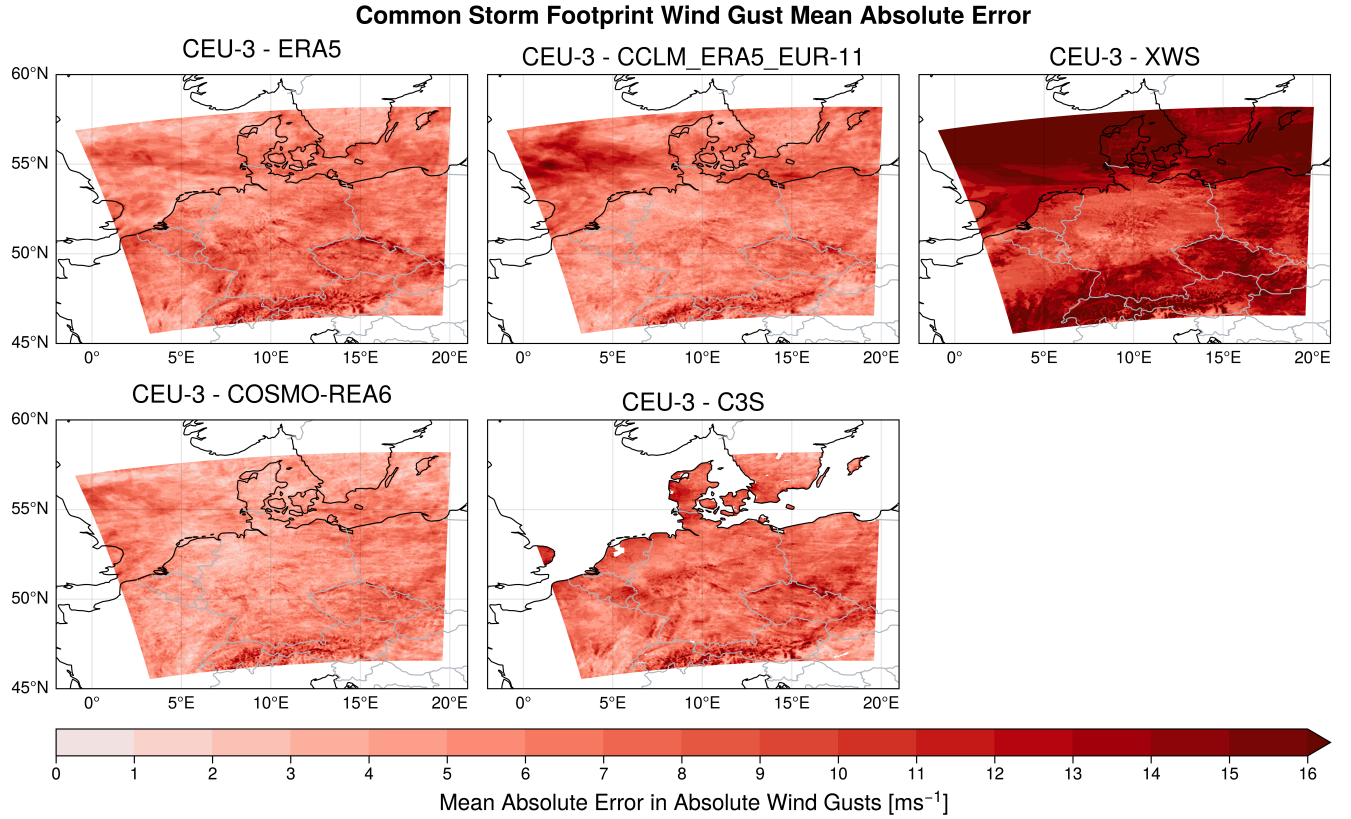 Common Storm Footprint Wind Gust Mean Absolute Error
CEU-3 - ERA5
CEU-3 - CCLM_ERA5_EUR-11
CEU-3 - XWS
60°N
55°N
50°N
45°N
0° 5°E 10°E 15°E 20°E
0° 5°E 10°E 15°E 20°E
0° 5°E 10°E 15°E 20°E
CEU-3 - COSMO-REA6
CEU-3 - C3S
60°N
55°N
50°N
45°N
0° 5°E 10°E 15°E 20°E
0° 5°E 10°E 15°E 20°E
0 1 2 3 4 5 6 7 8 9 10 11 12 13 14 15 16
Mean Absolute Error in Absolute Wind Gusts [ms⁻¹]